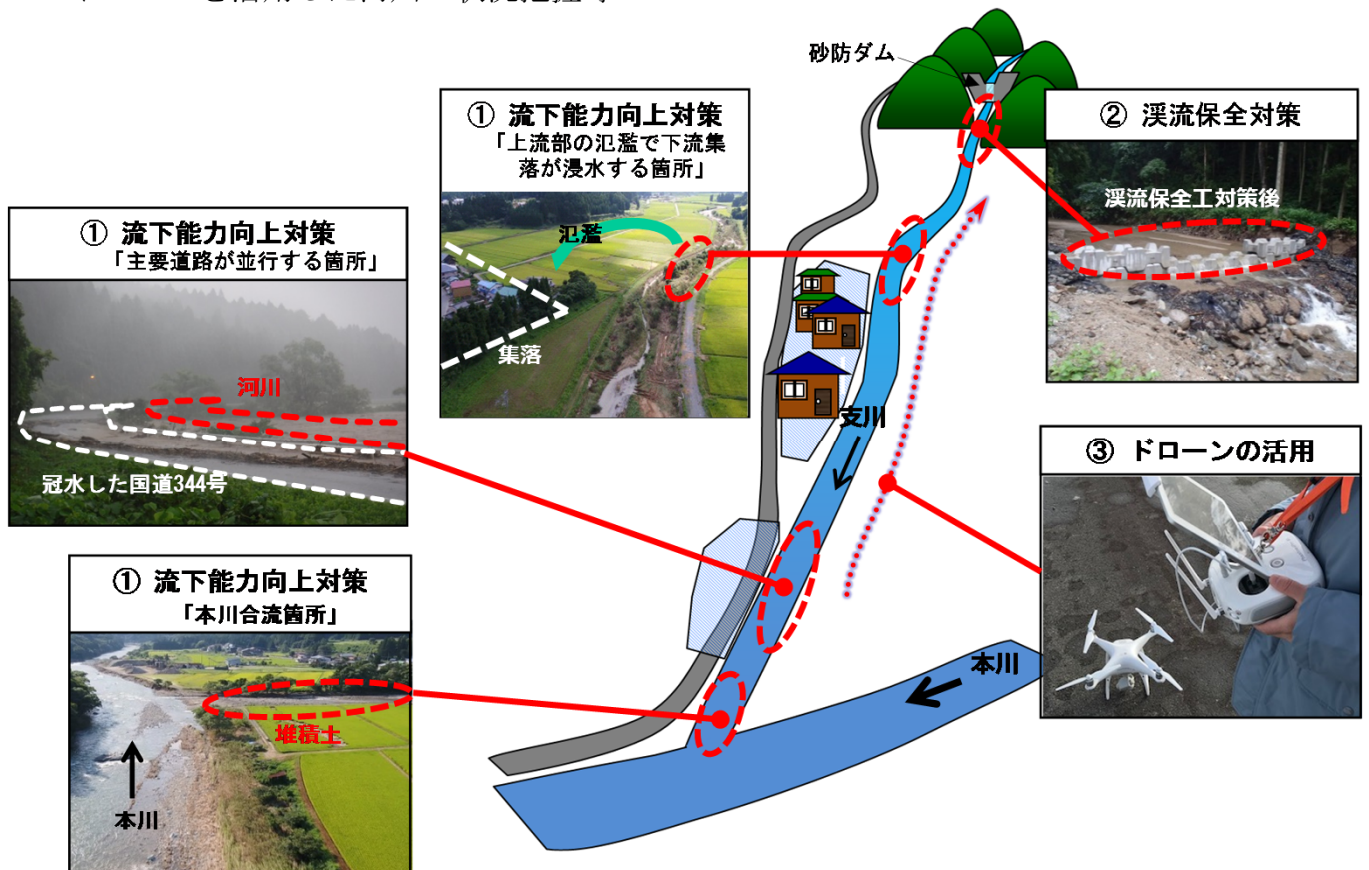 砂防ダム
① 流下能力向上対策
「上流部の氾濫で下流集
落が浸水する箇所」
氾濫
集落
② 渓流保全対策
渓流保全工対策後
① 流下能力向上対策
「主要道路が並行する箇所」
河川
冠水した国道344号
支川
③ ドローンの活用
① 流下能力向上対策
「本川合流箇所」
堆積土
本川
本川